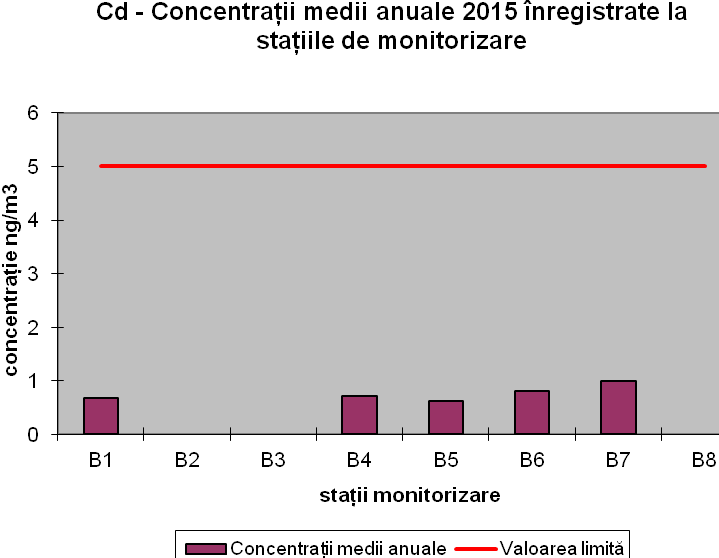 Cd - Concentrații medii anuale 2015 înregistrate la
stațiile de monitorizare
concentrație ng/m3
6
5
4
3
2
1
0
B1 B2 B3 B4 B5 B6 B7 B8
stații monitorizare
Concentrații medii anuale Valoarea limită